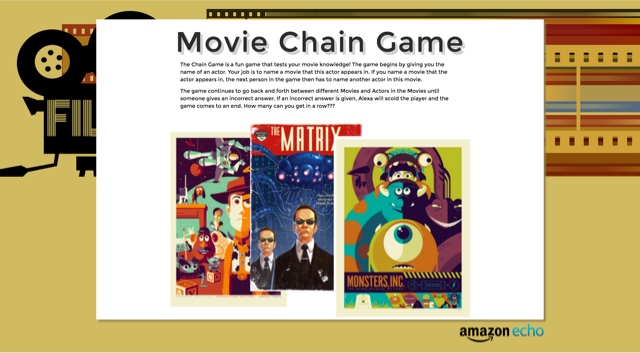 Movie Chain Game
The Chain Game is a fun game that tests your movie knowledge! The game begins by giving you the
name of an actor. Your job is to name a movie that this actor appears in. If you name a movie that the
actor appears in, the next person in the game then has to name another actor in this movie.
The game continues to go back and forth between different Movies and Actors in the Movies until
someone gives an incorrect answer. If an incorrect answer is given, Alexa will scold the player and the
game comes to an end. How many can you get in a row???
FIL
THE
MATRIX
MONSTERS, INC.
amazon echo